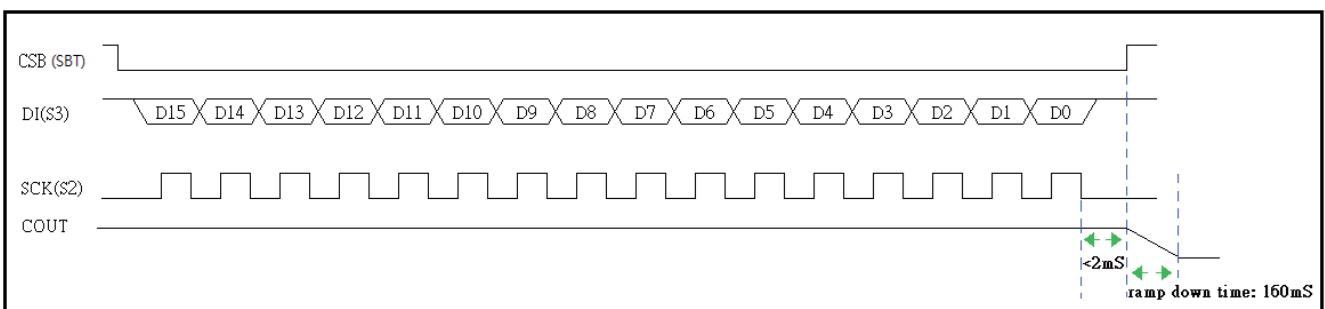 CSB (SBT)
DI(S3) D15 D14 D13 D12 D11 D10 D9 D8 D7 D6 D5 D4 D3 D2 D1 D0
SCK(S2)
COUT
<2mS
ramp down time: 160mS